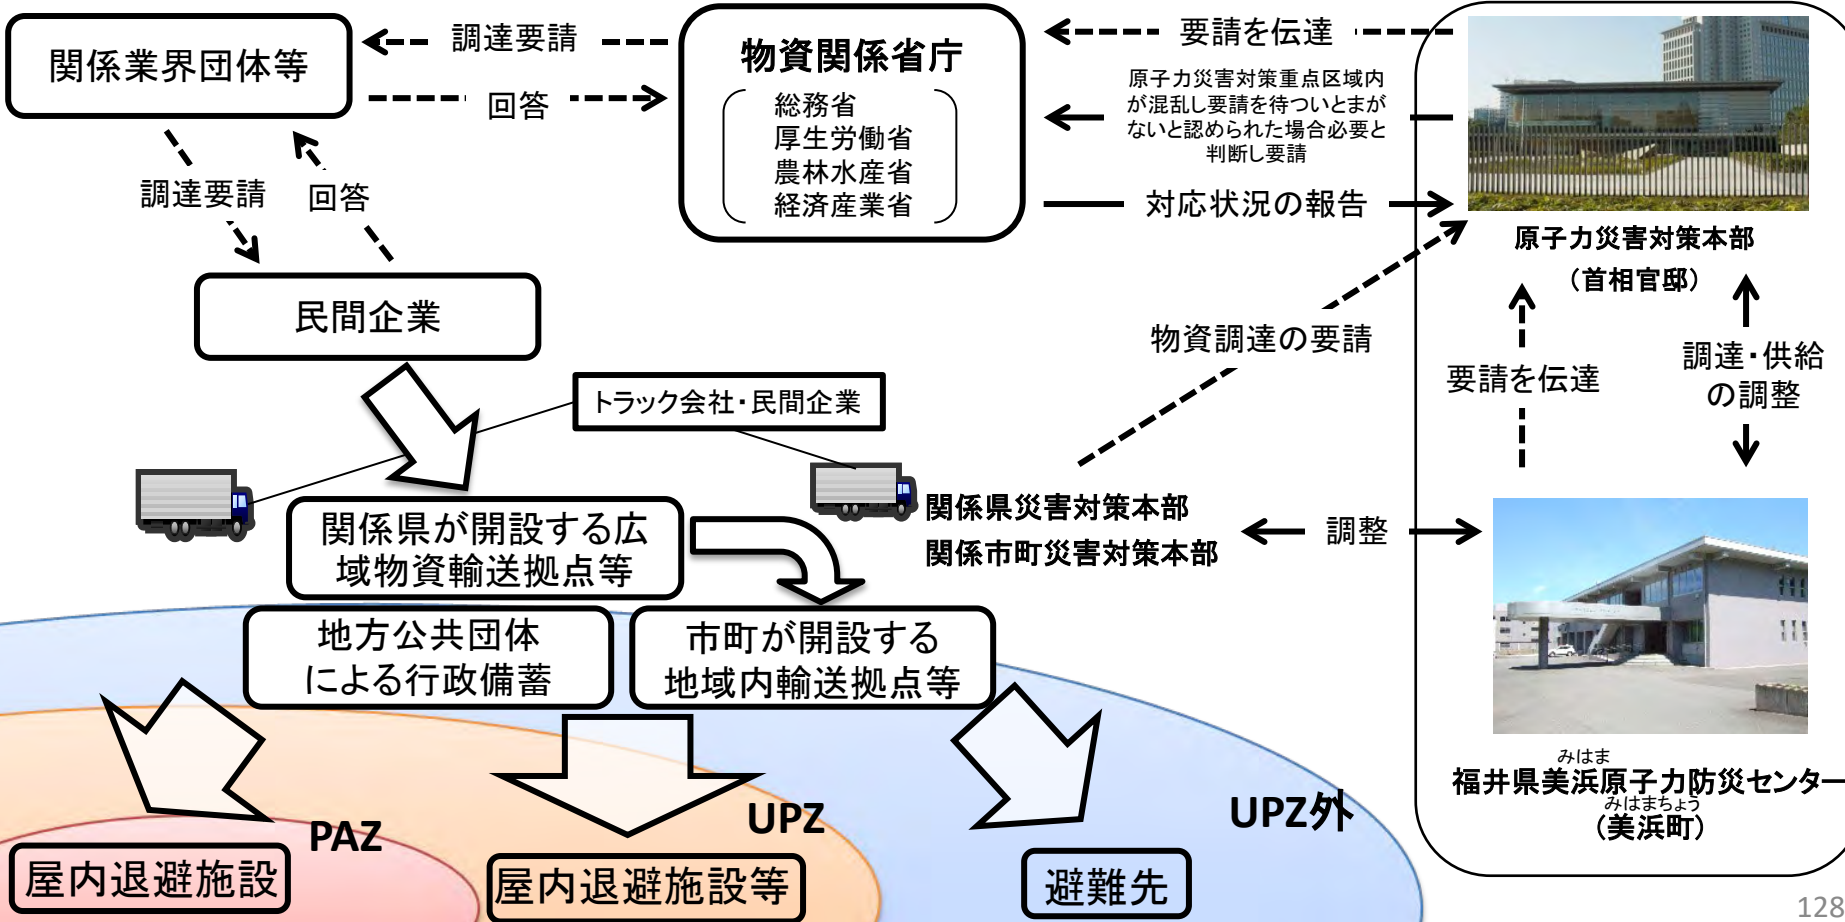 関係業界団体等
調達要請
回答
物資関係省庁
総務省
厚生労働省
農林水産省
経済産業省
要請を伝達
原子力災害対策重点区域内
が混乱し要請を待ついとまが
ないと認められた場合必要と
判断し要請
対応状況の報告
原子力災害対策本部
（首相官邸）
調達要請
回答
民間企業
物資調達の要請
要請を伝達
調達・供給
の調整
トラック会社・民間企業
関係県災害対策本部
関係市町災害対策本部
調整
関係県が開設する広
域物資輸送拠点等
地方公共団体
による行政備蓄
市町が開設する
地域内輸送拠点等
みはま
福井県美浜原子力防災センター
みはまちょう
（美浜町）
PAZ
UPZ
UPZ外
屋内退避施設
屋内退避施設等
避難先
128